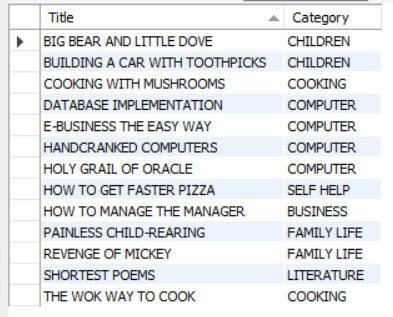 Title Category
BIG BEAR AND LITTLE DOVE CHILDREN
BUILDING A CAR WITH TOOTHPICKS CHILDREN
COOKING WITH MUSHROOMS COOKING
DATABASE IMPLEMENTATION COMPUTER
E-BUSINESS THE EASY WAY COMPUTER
HANDCRANKED COMPUTERS COMPUTER
HOLY GRAIL OF ORACLE COMPUTER
HOW TO GET FASTER PIZZA SELF HELP
HOW TO MANAGE THE MANAGER BUSINESS
PAINLESS CHILD-REARING FAMILY LIFE
REVENGE OF MICKEY FAMILY LIFE
SHORTEST POEMS LITERATURE
THE WOK WAY TO COOK COOKING